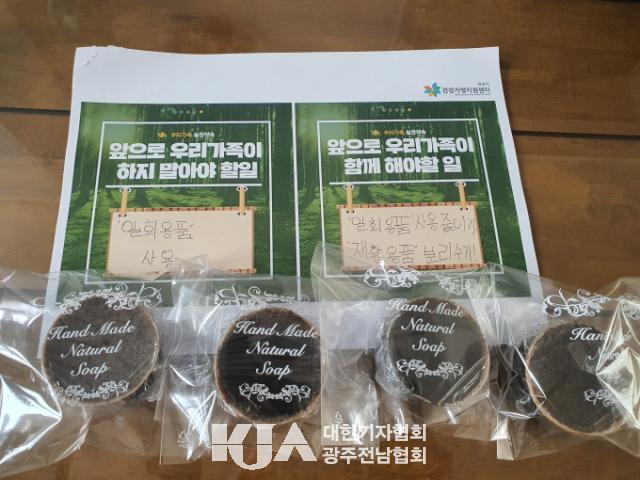 건강가정지원센터
우리가족 실천약속
앞으로 우리가족이
하지 말아야 할일
'일회용품'
사용
우리가족 실천약속
앞으로 우리가족이
함께 해야할 일
'일회용품' 사용줄이기
'재활용품' 분리수거
Hand Made
Natural
Soap
Hand Made
Natural
Soap
Hand Made
Natural
Soap
Hand Made
Natural
Soap
KJA 대한기자협회
광주전남협회